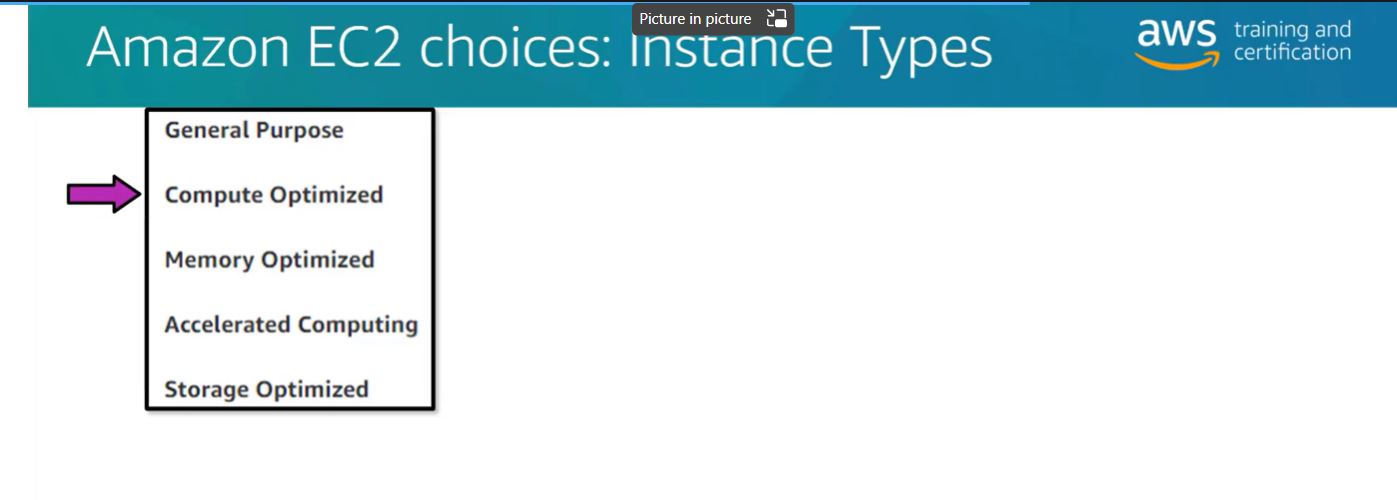 Picture in picture
Amazon EC2 choices: Instance Types
aws training and
certification
General Purpose
Compute Optimized
Memory Optimized
Accelerated Computing
Storage Optimized